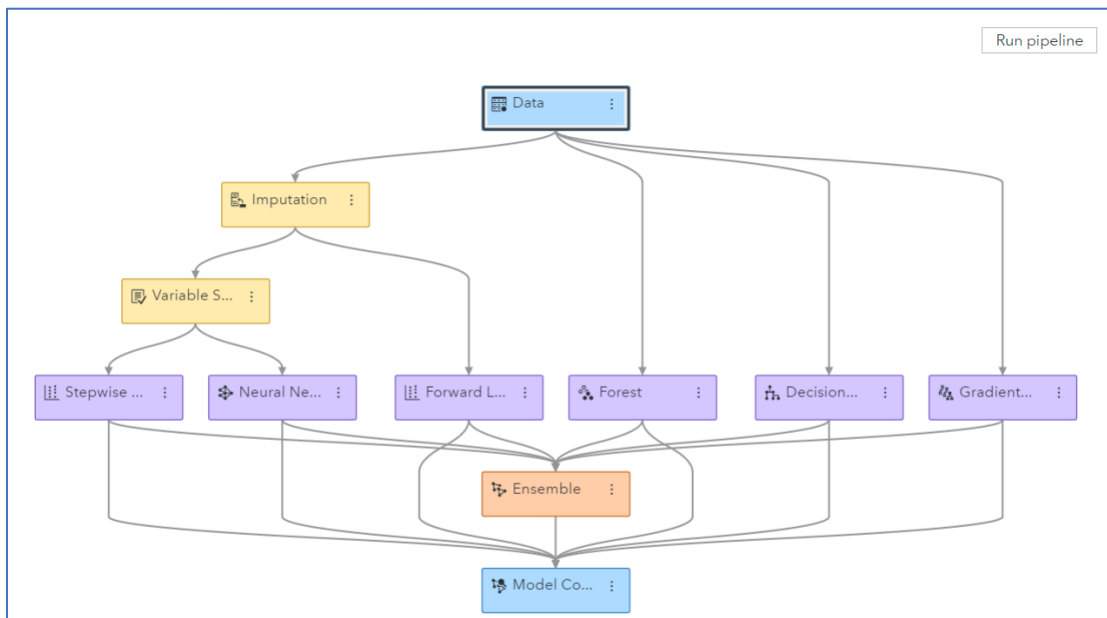 Run pipeline
Data
Imputation
Variable S...
Stepwise ...
Neural Ne...
Forward L...
Forest
Decision...
Gradient...
Ensemble
Model Co...